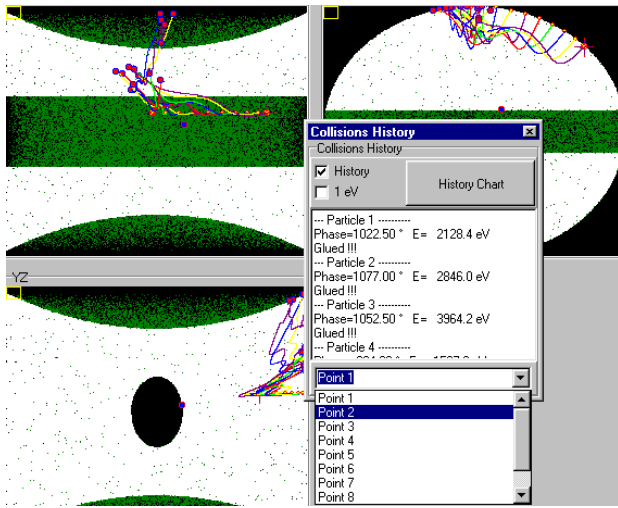 Collisions History
Collisions History
History
1 eV
History Chart
--- Particle 1 ----------
Phase=1022.50 ° E= 2128.4 eV
Glued !!!
--- Particle 2 ----------
Phase=1077.00 ° E= 2846.0 eV
Glued !!!
--- Particle 3 ----------
Phase=1052.50 ° E= 3964.2 eV
Glued !!!
--- Particle 4 ----------
YZ
Point 1
Point 1
Point 2
Point 3
Point 4
Point 5
Point 6
Point 7
Point 8